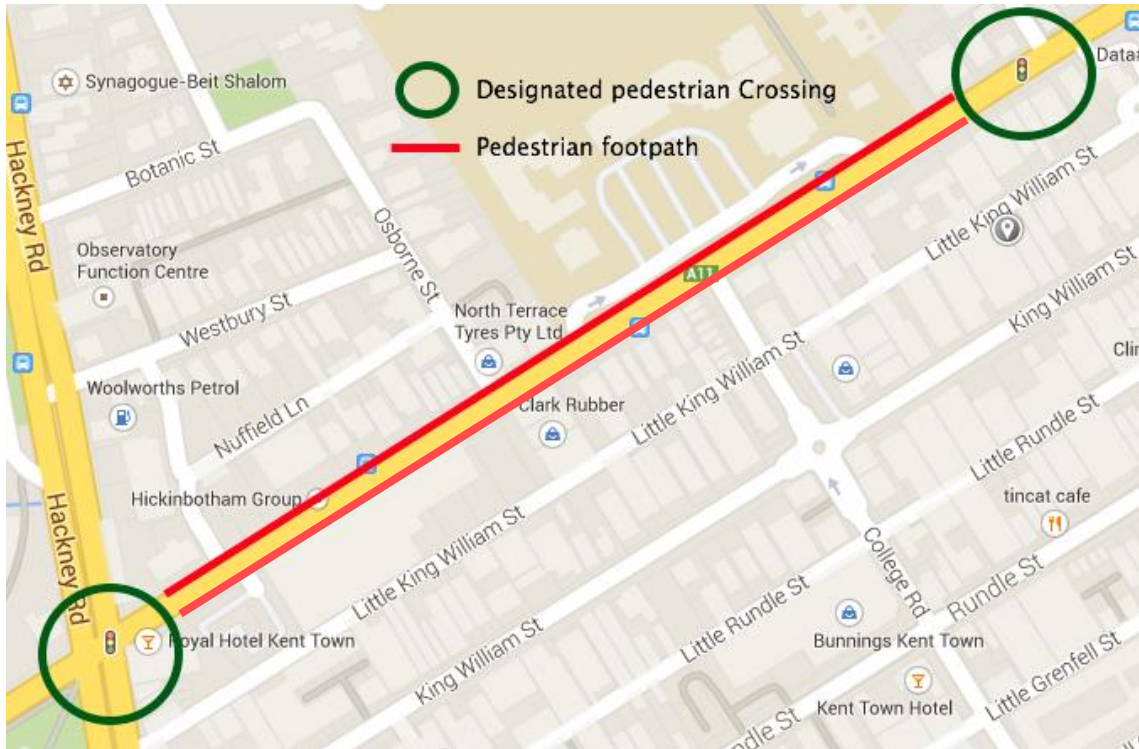 Synagogue-Beit Shalom
Designated pedestrian Crossing
Pedestrian footpath
Hackney Rd
Botanic St
Osborne St
Observatory
Function Centre
Westbury St
North Terrace
Tyres Pty Ltd
A11
Little King William St
King William St
Woolworths Petrol
Nuffield Ln
Clark Rubber
Little King William St
Little Rundle St
Hickinbotham Group
tincat cafe
Hackney Rd
College Rd
Rundle St
Little King William St
Royal Hotel Kent Town
King William St
Little Rundle St
Bunnings Kent Town
Kent Town Hotel
Little Grenfell St
Rundle St